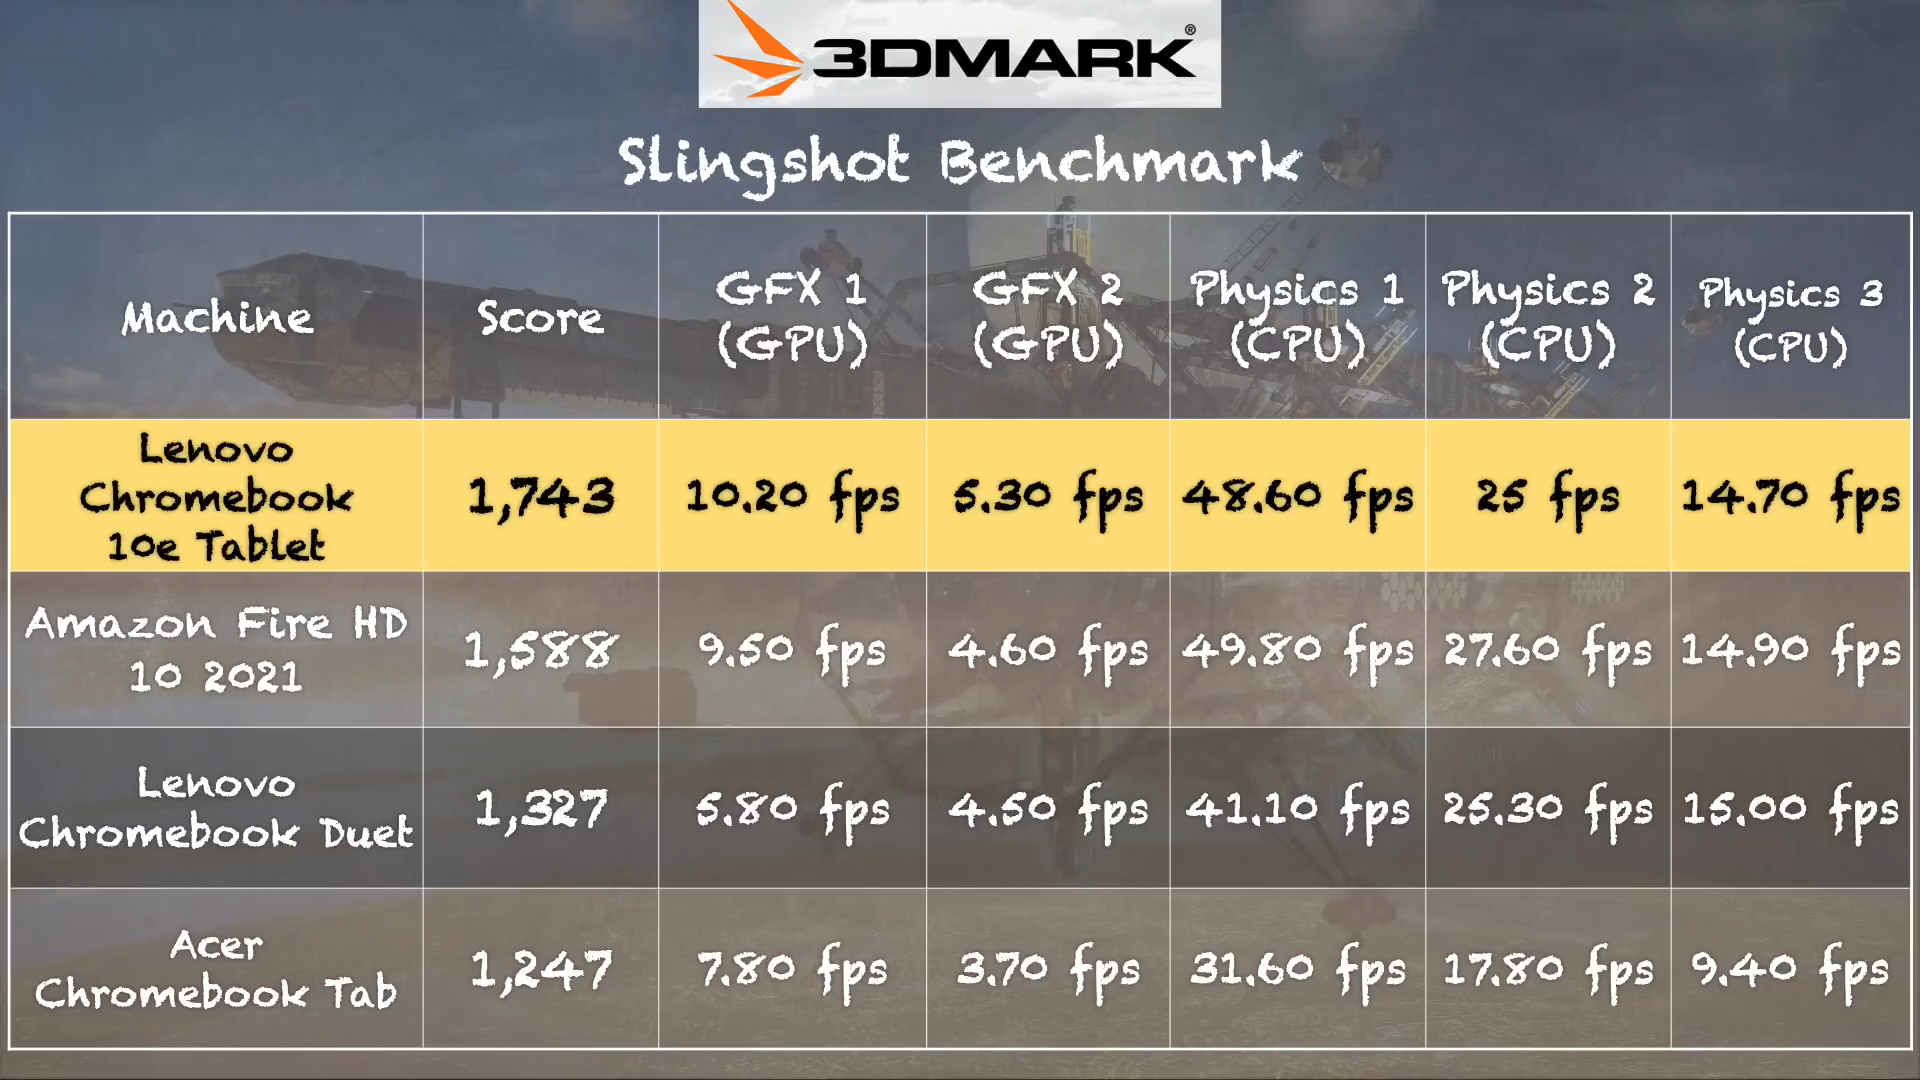 3DMARK®
Slingshot Benchmark
Machine
Score
GFX 1
(GPU)
GFX 2
(GPU)
Physics 1
(CPU)
Physics 2
(CPU)
Physics 3
(CPU)
Lenovo
Chromebook
10e Tablet
1,743
10.20 fps
5.30 fps
48.60 fps
25 fps
14.70 fps
Amazon Fire HD
10 2021
1,588
9.50 fps
4.60 fps
49.80 fps
27.60 fps
14.90 fps
Lenovo
Chromebook Duet
1,327
5.80 fps
4.50 fps
41.10 fps
25.30 fps
15.00 fps
Acer
Chromebook Tab
1,247
7.80 fps
3.70 fps
31.60 fps
17.80 fps
9.40 fps